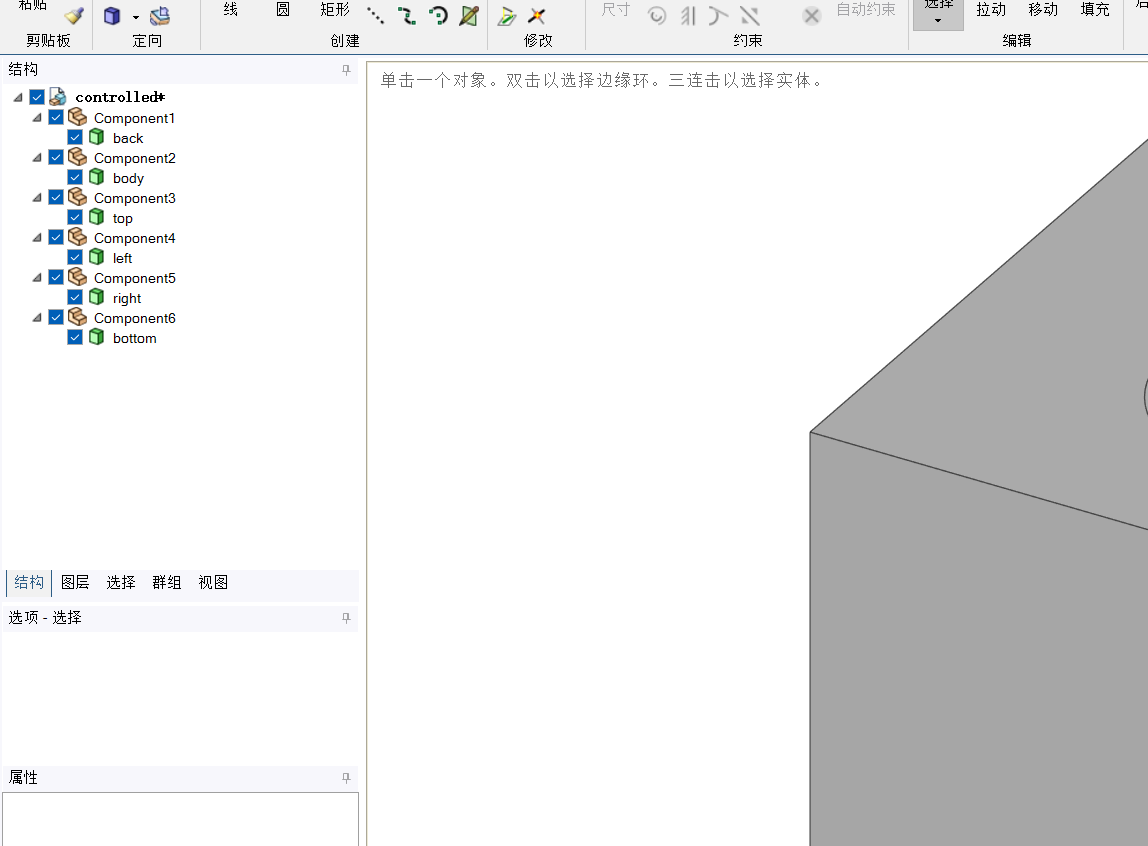 粘贴
线 圆 矩形
尺寸 自动约束
选择 拉动 移动 填充
剪贴板 定向 创建 修改 约束 编辑
结构
单击一个对象。双击以选择边缘环。三连击以选择实体。
controlled*
Component1
back
Component2
body
Component3
top
Component4
left
Component5
right
Component6
bottom
结构 图层 选择 群组 视图
选项 - 选择
属性